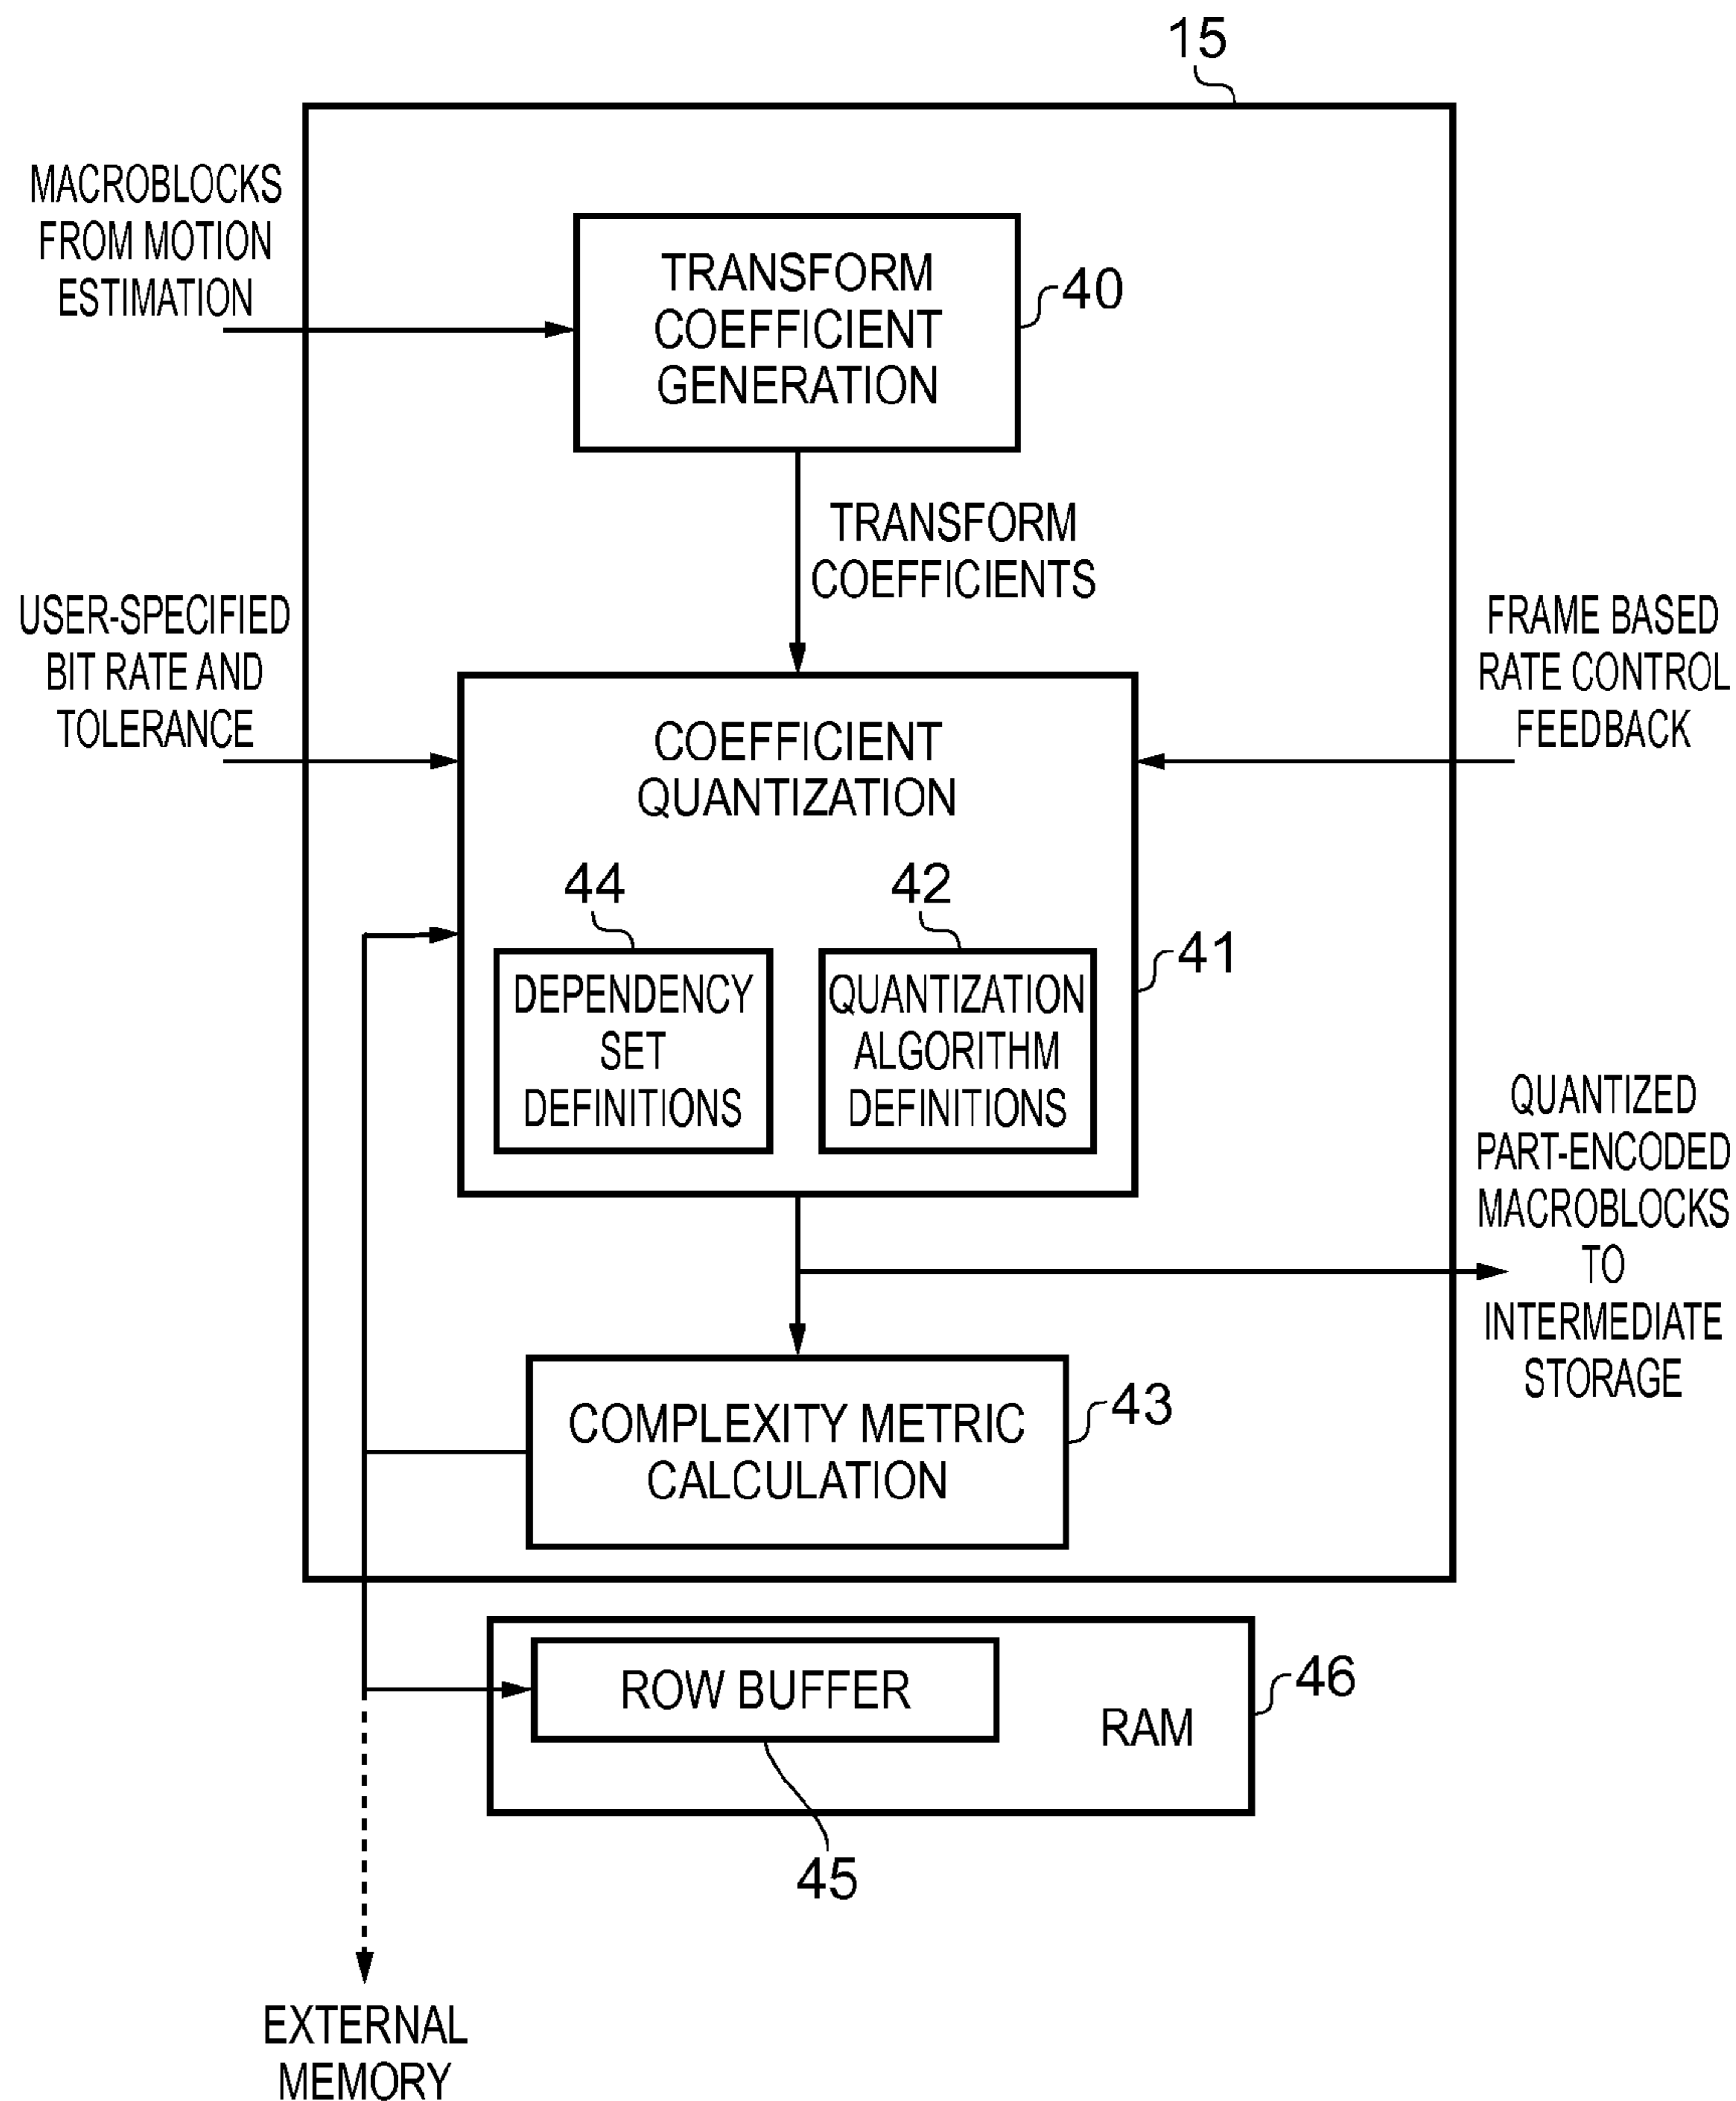 15
MACROBLOCKS
FROM MOTION
ESTIMATION
TRANSFORM
COEFFICIENT
GENERATION
40
TRANSFORM
COEFFICIENTS
USER-SPECIFIED
BIT RATE AND
TOLERANCE
FRAME BASED
RATE CONTROL
FEEDBACK
COEFFICIENT
QUANTIZATION
44
42
DEPENDENCY
SET
DEFINITIONS
QUANTIZATION
ALGORITHM
DEFINITIONS
41
QUANTIZED
PART-ENCODED
MACROBLOCKS
TO
INTERMEDIATE
STORAGE
COMPLEXITY METRIC
CALCULATION
43
ROW BUFFER
RAM
46
45
EXTERNAL
MEMORY